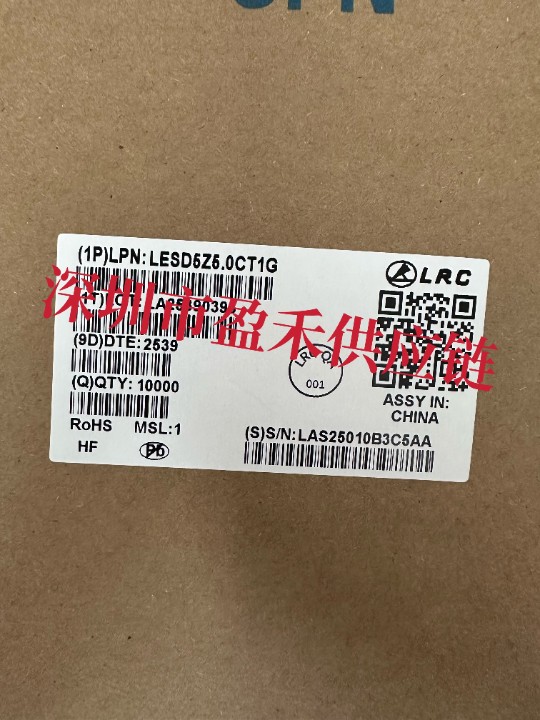 (1P)LPN: LESD5Z5.0CT1G
LRC
深圳市盈禾供应链
(9D)DTE: 2539
(Q)QTY: 10000
001
ASSY IN:
CHINA
RoHS MSL:1
HF Pb
(S)S/N: LAS25010B3C5AA